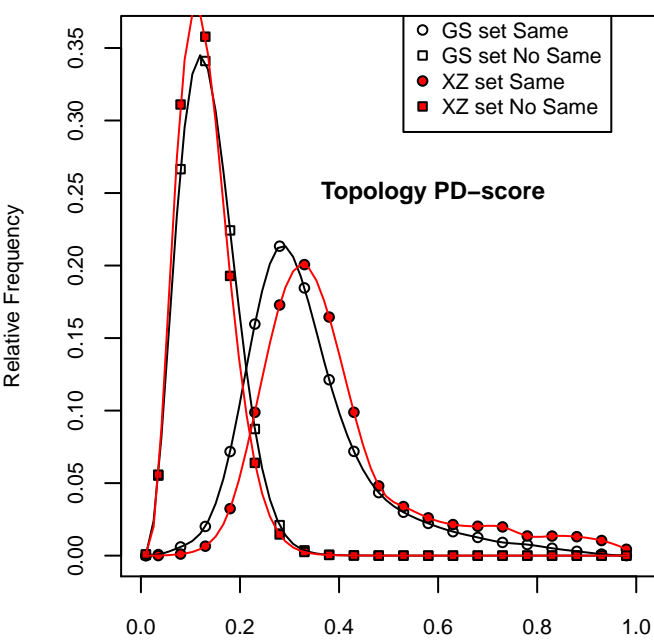 GS set Same
GS set No Same
XZ set Same
XZ set No Same
Topology PD−score
Relative Frequency
0.35
0.30
0.25
0.20
0.15
0.10
0.05
0.00
0.0 0.2 0.4 0.6 0.8 1.0